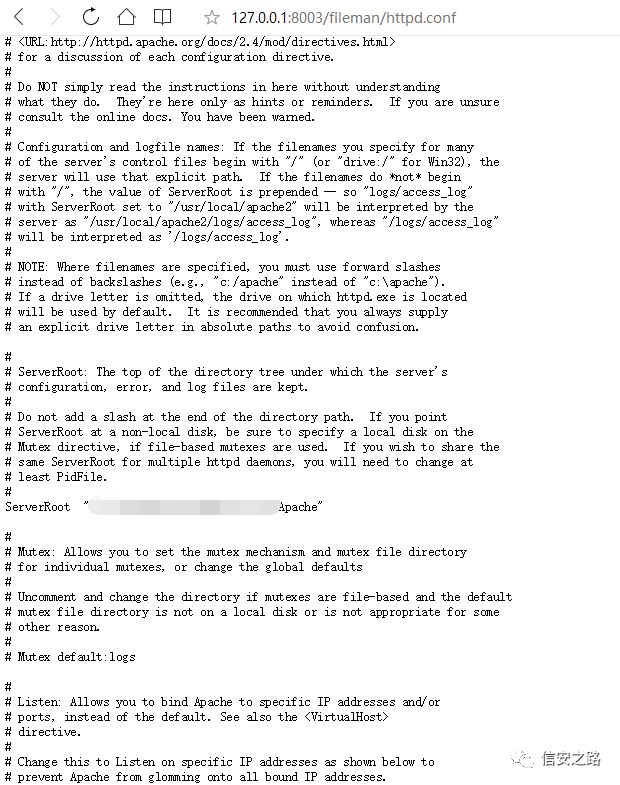 127.0.0.1:8003/fileman/httpd.conf
# <URL:http://httpd.apache.org/docs/2.4/mod/directives.html>
# for a discussion of each configuration directive.
#
# Do NOT simply read the instructions in here without understanding
# what they do.  They're here only as hints or reminders.  If you are unsure
# consult the online docs. You have been warned.
#
# Configuration and logfile names: If the filenames you specify for many
# of the server's control files begin with "/" (or "drive:/" for Win32), the
# server will use that explicit path.  If the filenames do *not* begin
# with "/", the value of ServerRoot is prepended -- so "logs/access_log"
# with ServerRoot set to "/usr/local/apache2" will be interpreted by the
# server as "/usr/local/apache2/logs/access_log", whereas "/logs/access_log"
# will be interpreted as '/logs/access_log'.
#
# NOTE: Where filenames are specified, you must use forward slashes
# instead of backslashes (e.g., "c:/apache" instead of "c:\apache").
# If a drive letter is omitted, the drive on which httpd.exe is located
# will be used by default.  It is recommended that you always supply
# an explicit drive letter in absolute paths to avoid confusion.
#
# ServerRoot: The top of the directory tree under which the server's
# configuration, error, and log files are kept.
#
# Do not add a slash at the end of the directory path.  If you point
# ServerRoot at a non-local disk, be sure to specify a local disk on the
# Mutex directive, if file-based mutexes are used.  If you wish to share the
# same ServerRoot for multiple httpd daemons, you will need to change at
# least PidFile.
#
ServerRoot  "Apache"
#
# Mutex: Allows you to set the mutex mechanism and mutex file directory
# for individual mutexes, or change the global defaults
#
# Uncomment and change the directory if mutexes are file-based and the default
# mutex file directory is not on a local disk or is not appropriate for some
# other reason.
#
# Mutex default:logs
#
# Listen: Allows you to bind Apache to specific IP addresses and/or
# ports, instead of the default. See also the <VirtualHost>
# directive.
#
# Change this to Listen on specific IP addresses as shown below to
# prevent Apache from glomming onto all bound IP addresses.
信安之路